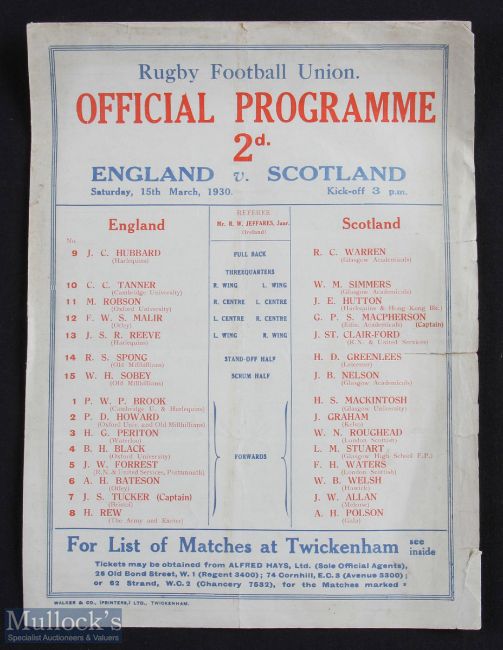 Rugby Football Union.
OFFICIAL PROGRAMME
2d.
ENGLAND v. SCOTLAND
Saturday, 15th March, 1930. Kick-off 3 p.m.
England
REFEREE
Mr. R. W. JEFFARES, Junr.
(Ireland)
Scotland
No.
9 J. C. HUBBARD FULL BACK R. C. WARREN
(Harlequins) (Glasgow Academicals)
THREEQUARTERS
10 C. C. TANNER R. WING L. WING W. M. SIMMERS
(Cambridge University) (Glasgow Academicals)
11 M. ROBSON R. CENTRE L. CENTRE J. E. HUTTON
(Oxford University) (Harlequins & Hong Kong Bk.)
12 F. W. S. MALIR L. CENTRE R. CENTRE G. P. S. MACPHERSON
(Otley) (Edin. Academicals) (Captain)
13 J. S. R. REEVE L. WING R. WING J. ST. CLAIR-FORD
(Harlequins) (R.N. & United Services)
14 R. S. SPONG STAND-OFF HALF H. D. GREENLEES
(Old Millhillians) (Leicester)
15 W. H. SOBEY SCRUM HALF J. B. NELSON
(Old Millhillians) (Glasgow Academicals)
1 P. W. P. BROOK H. S. MACKINTOSH
(Cambridge U. & Harlequins) (Glasgow University)
2 P. D. HOWARD J. GRAHAM
(Oxford Univ. and Old Millhillians) (Kelso)
3 H. G. PERITON W. N. ROUGHEAD
(Waterloo) (London Scottish)
4 B. H. BLACK L. M. STUART
(Oxford University) (Glasgow High School F.P.)
5 J. W. FORREST FORWARDS F. H. WATERS
(R.N. & United Services, Portsmouth) (London Scottish)
6 A. H. BATESON W. B. WELSH
(Otley) (Hawick)
7 J. S. TUCKER (Captain) J. W. ALLAN
(Bristol) (Melrose)
8 H. REW A. H. POLSON
(The Army and Exeter) (Gala)
For List of Matches at Twickenham see inside
Tickets may be obtained from ALFRED HAYS, Ltd. (Sole Official Agents),
26 Old Bond Street, W.1 (Regent 3400); 74 Cornhill, E.C.3 (Avenue 3300);
or 62 Strand, W.C.2 (Chancery 7532), for the Matches marked *
WALKER & CO., (PRINTERS,) LTD., TWICKENHAM.
Mullock's
Specialist Auctioneers & Valuers